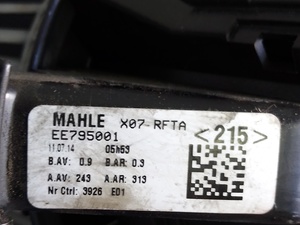 MAHLE X07-RFTA
EE795001 <215>
11.07.14 05h53
B.AV: 0.9 B.AR: 0.3
A.AV: 243 A.AR: 313
Nr Ctrl: 3926 E01